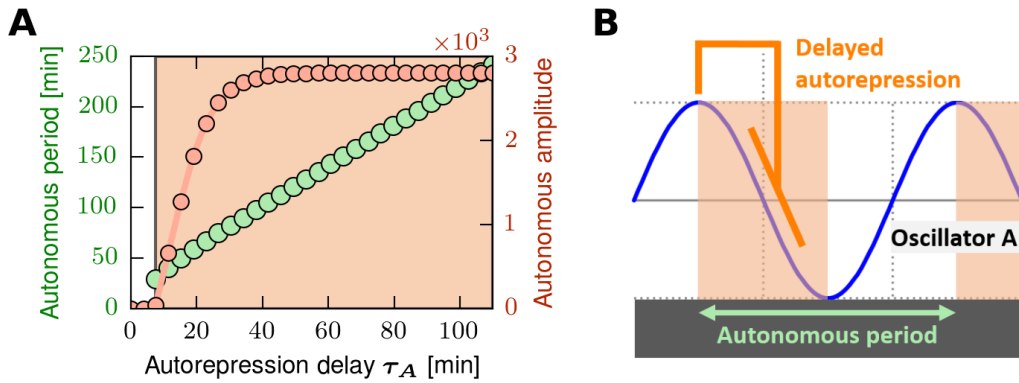 A
×10³
Autonomous period [min]
250
200
150
100
50
0
3
2
1
0
Autonomous amplitude
0 20 40 60 80 100
Autorepression delay τ_A [min]
B
Delayed
autorepression
Oscillator A
Autonomous period